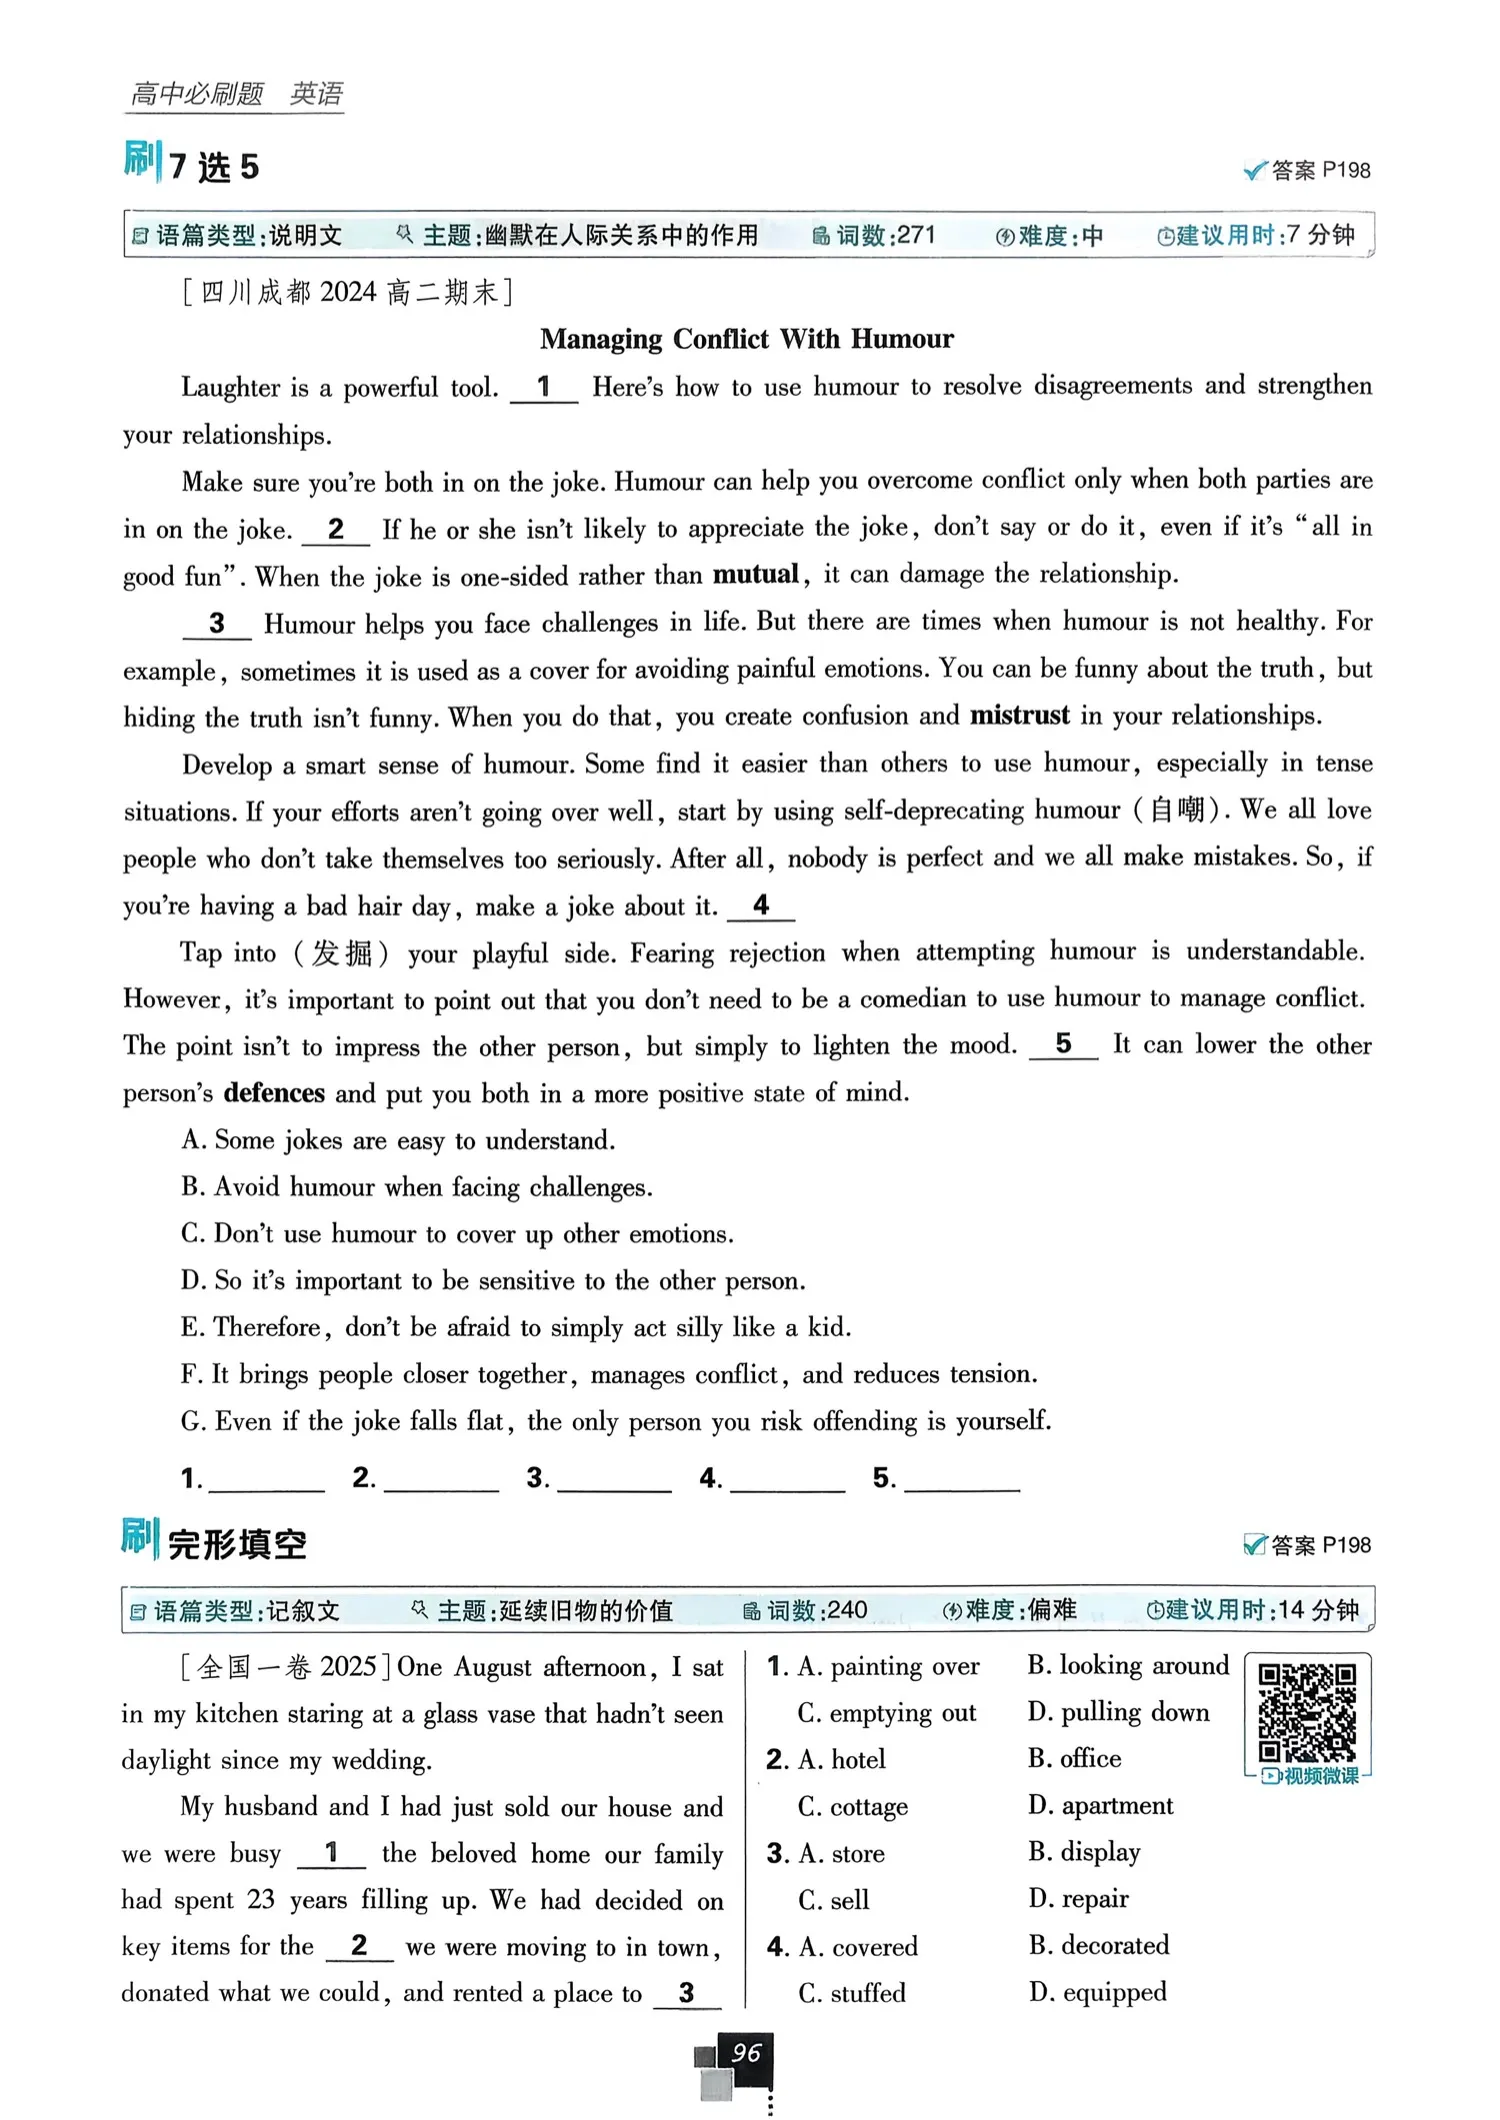 高中必刷题 英语
刷 7 选 5
答案 P198
语篇类型:说明文 主题:幽默在人际关系中的作用 词数:271 难度:中 建议用时:7 分钟
[四川成都 2024 高二期末]
Managing Conflict With Humour
Laughter is a powerful tool. 1 Here's how to use humour to resolve disagreements and strengthen
your relationships.
Make sure you're both in on the joke. Humour can help you overcome conflict only when both parties are
in on the joke. 2 If he or she isn't likely to appreciate the joke, don't say or do it, even if it's “all in
good fun”. When the joke is one-sided rather than mutual, it can damage the relationship.
3 Humour helps you face challenges in life. But there are times when humour is not healthy. For
example, sometimes it is used as a cover for avoiding painful emotions. You can be funny about the truth, but
hiding the truth isn't funny. When you do that, you create confusion and mistrust in your relationships.
Develop a smart sense of humour. Some find it easier than others to use humour, especially in tense
situations. If your efforts aren't going over well, start by using self-deprecating humour (自嘲). We all love
people who don't take themselves too seriously. After all, nobody is perfect and we all make mistakes. So, if
you're having a bad hair day, make a joke about it. 4
Tap into (发掘) your playful side. Fearing rejection when attempting humour is understandable.
However, it's important to point out that you don't need to be a comedian to use humour to manage conflict.
The point isn't to impress the other person, but simply to lighten the mood. 5 It can lower the other
person's defences and put you both in a more positive state of mind.
A. Some jokes are easy to understand.
B. Avoid humour when facing challenges.
C. Don't use humour to cover up other emotions.
D. So it's important to be sensitive to the other person.
E. Therefore, don't be afraid to simply act silly like a kid.
F. It brings people closer together, manages conflict, and reduces tension.
G. Even if the joke falls flat, the only person you risk offending is yourself.
1. 2. 3. 4. 5.
刷 完形填空
答案 P198
语篇类型:记叙文 主题:延续旧物的价值 词数:240 难度:偏难 建议用时:14 分钟
[全国一卷 2025] One August afternoon, I sat
in my kitchen staring at a glass vase that hadn't seen
daylight since my wedding.
My husband and I had just sold our house and
we were busy 1 the beloved home our family
had spent 23 years filling up. We had decided on
key items for the 2 we were moving to in town,
donated what we could, and rented a place to 3
1. A. painting over B. looking around
C. emptying out D. pulling down
2. A. hotel B. office
C. cottage D. apartment
3. A. store B. display
C. sell D. repair
4. A. covered B. decorated
C. stuffed D. equipped
视频微课
96